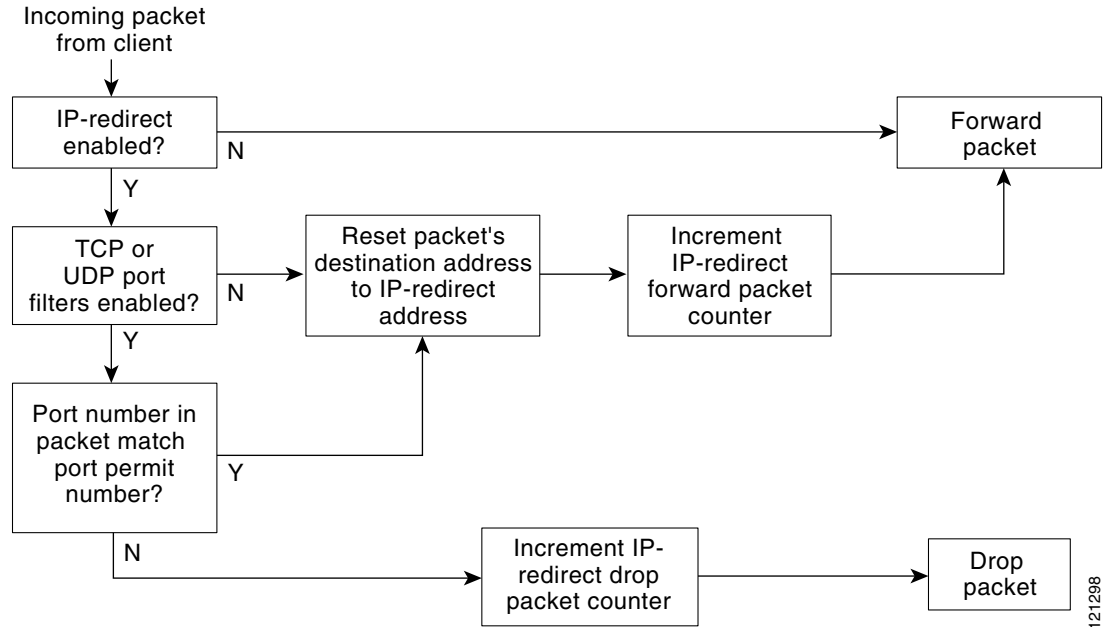 Incoming packet
from client
IP-redirect
enabled?
N
Forward
packet
Y
TCP or
UDP port
filters enabled?
N
Reset packet's
destination address
to IP-redirect
address
Increment
IP-redirect
forward packet
counter
Y
Port number in
packet match
port permit
number?
Y
N
Increment IP-
redirect drop
packet counter
Drop
packet
121298